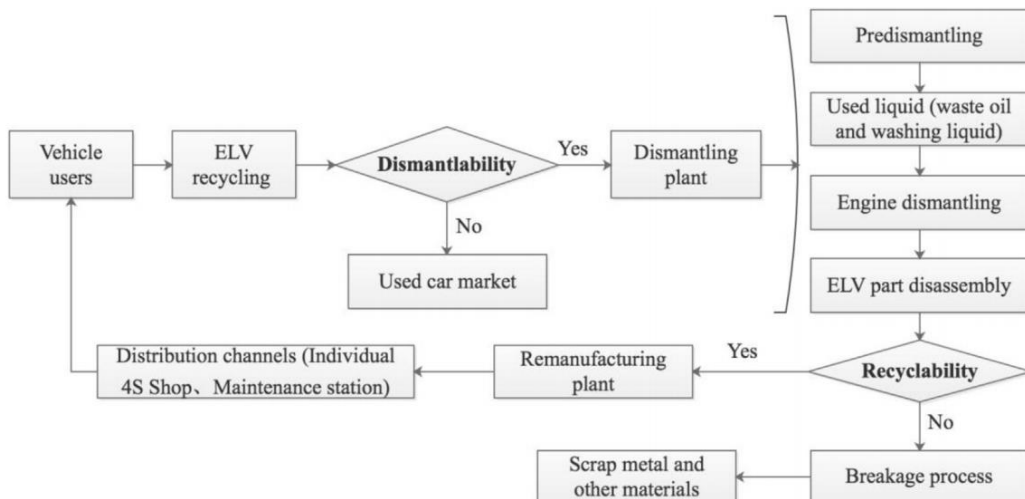 Predismantling
Used liquid (waste oil
and washing liquid)
Vehicle
users
ELV
recycling
Dismantlability
Yes
Dismantling
plant
Engine dismantling
No
Used car market
ELV part disassembly
Distribution channels (Individual
4S Shop、Maintenance station)
Remanufacturing
plant
Yes
Recyclability
No
Scrap metal and
other materials
Breakage process